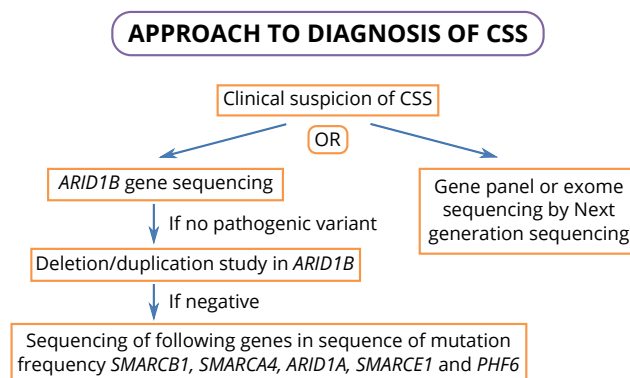 APPROACH TO DIAGNOSIS OF CSS
Clinical suspicion of CSS
OR
ARID1B gene sequencing
If no pathogenic variant
Deletion/duplication study in ARID1B
If negative
Sequencing of following genes in sequence of mutation
frequency SMARCB1, SMARCA4, ARID1A, SMARCE1 and PHF6
Gene panel or exome
sequencing by Next
generation sequencing